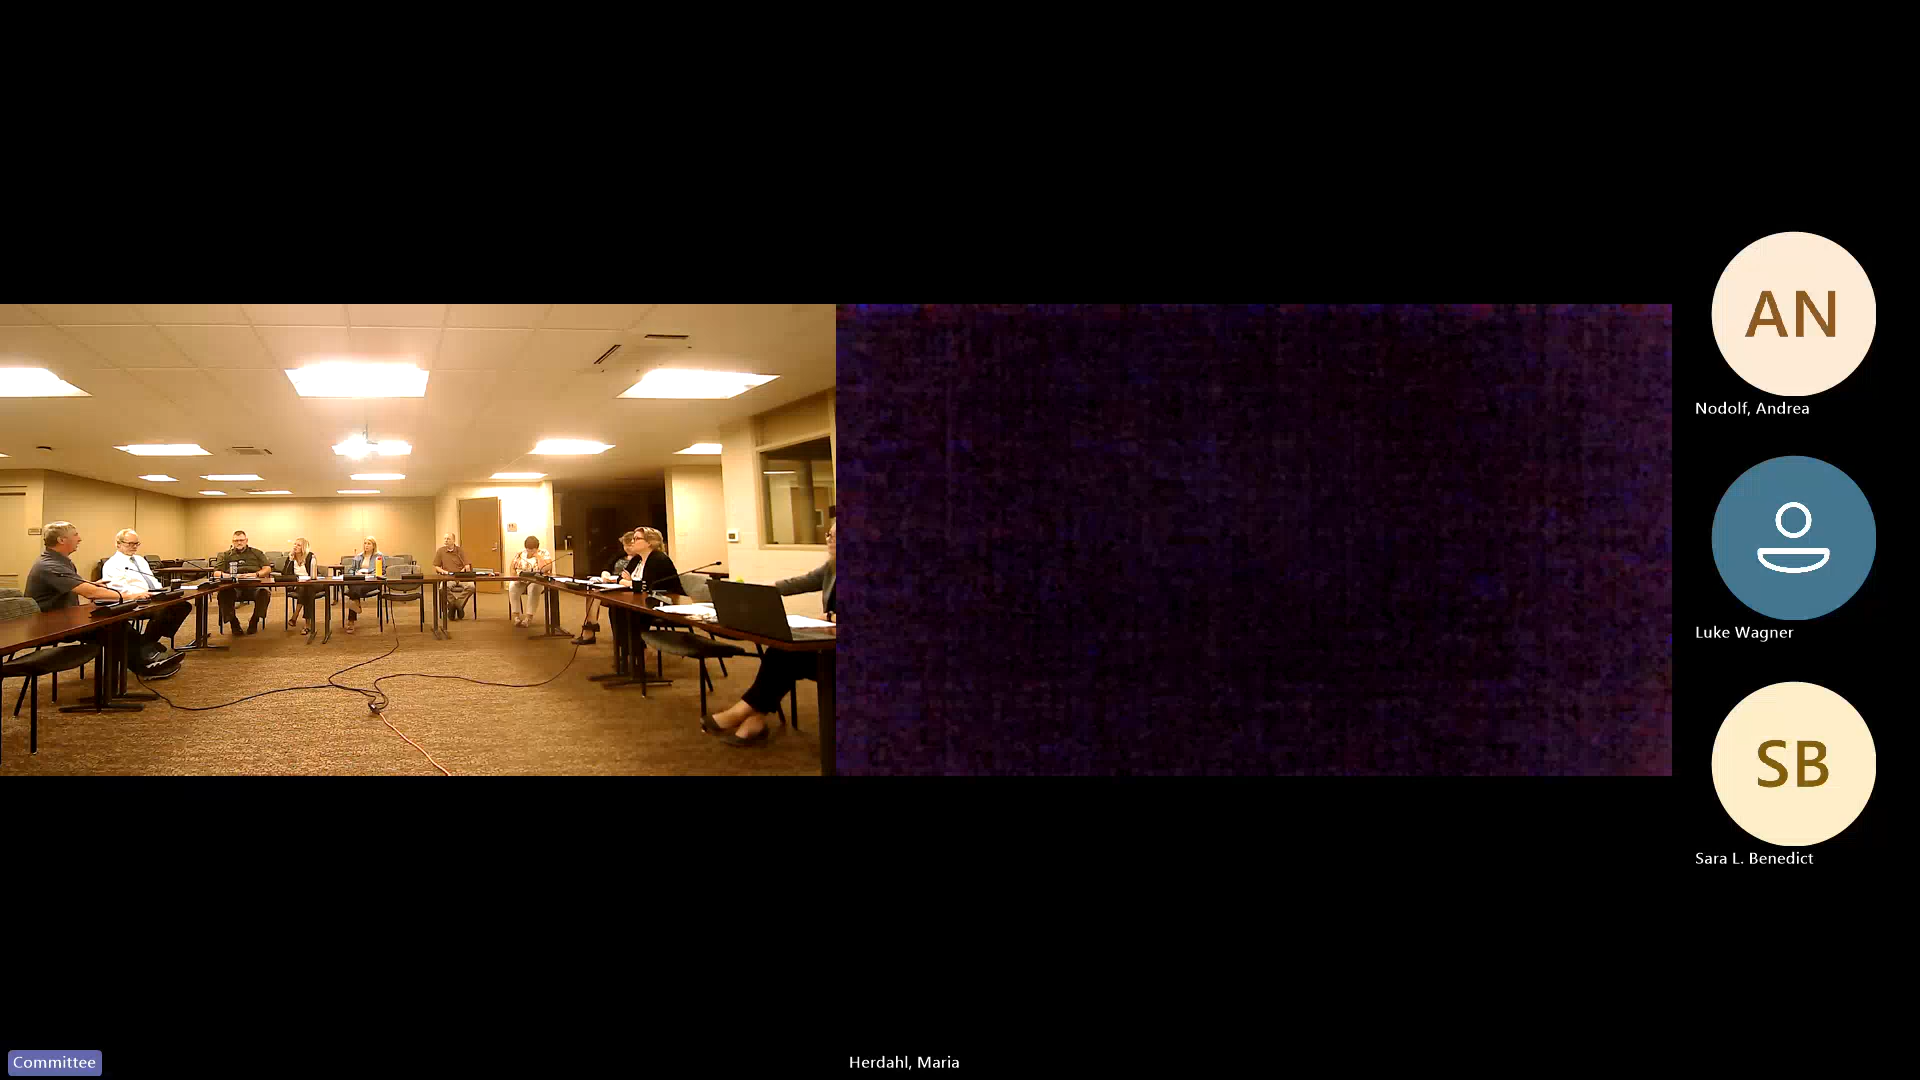 AN
Nodolf, Andrea
Luke Wagner
SB
Sara L. Benedict
Committee
Herdahl, Maria